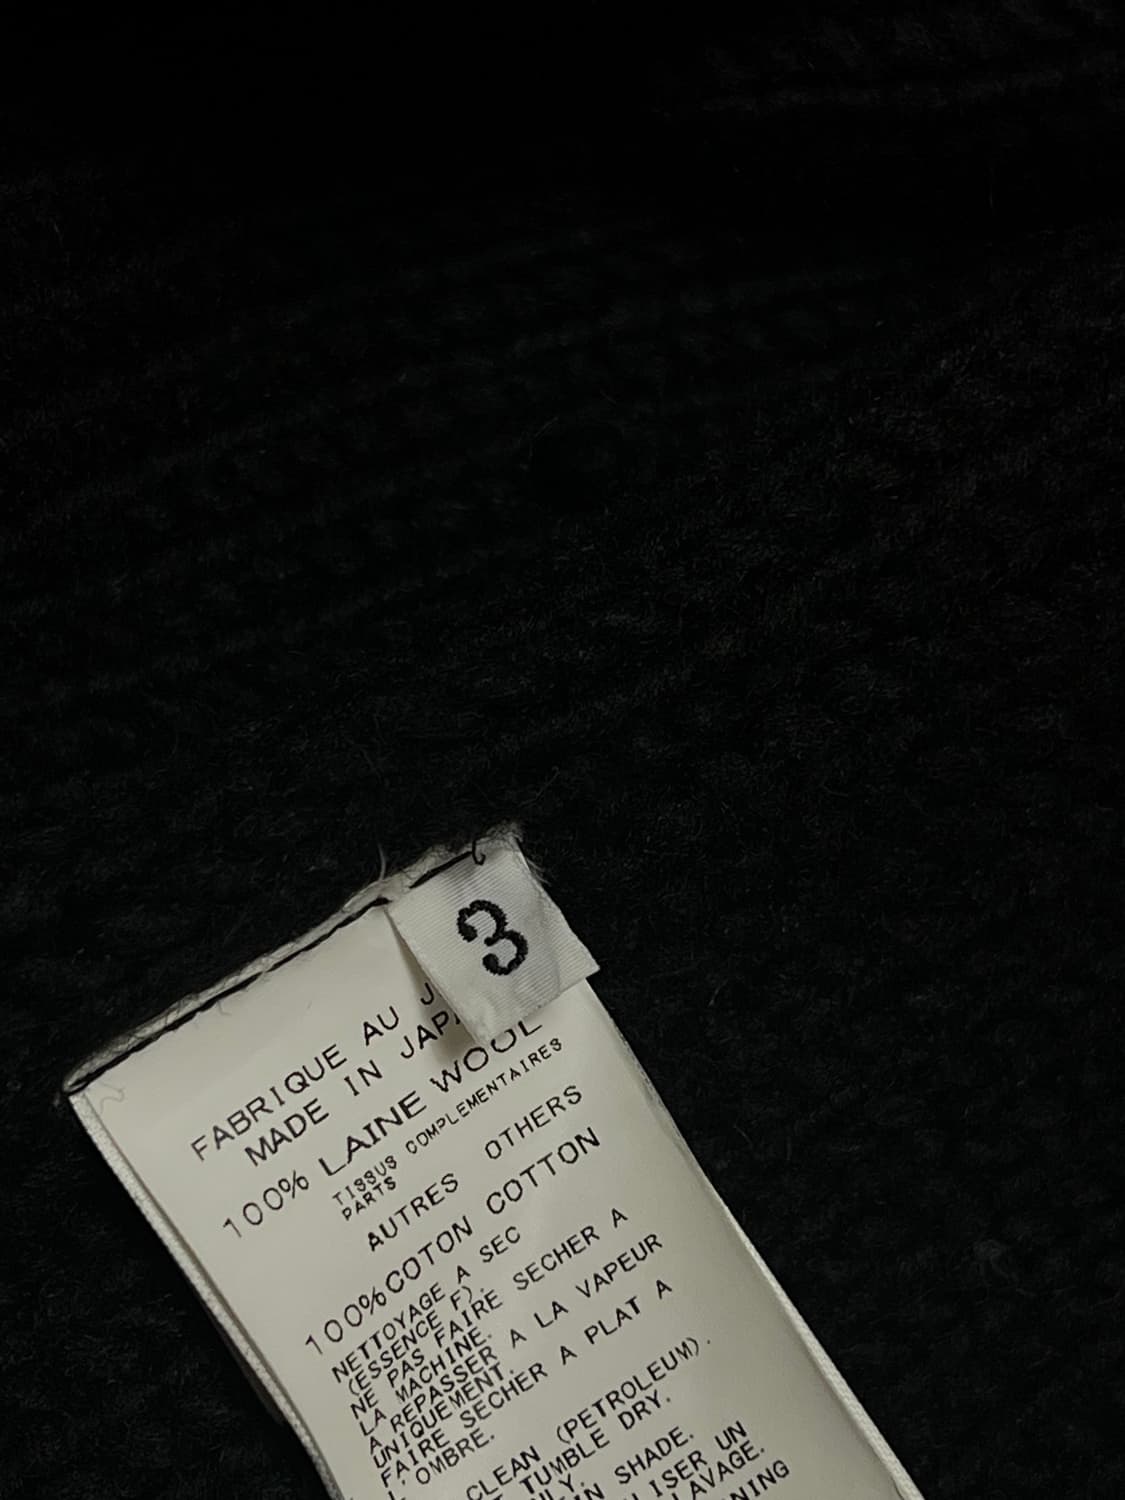 3
FABRIQUE AU J
MADE IN JAPA
100% LAINE WOOL
TISSUS COMPLEMENTAIRES
PARTS
AUTRES OTHERS
100%COTON COTTON
NETTOYAGE A SEC
(ESSENCE F).
NE PAS FAIRE SECHER A
LA MACHINE.
A REPASSER A LA VAPEUR
UNIQUEMENT.
FAIRE SECHER A PLAT A
L'OMBRE.
CLEAN (PETROLEUM).
TUMBLE DRY.
NLY.
IN SHADE.
LISER UN
LAVAGE.
NING